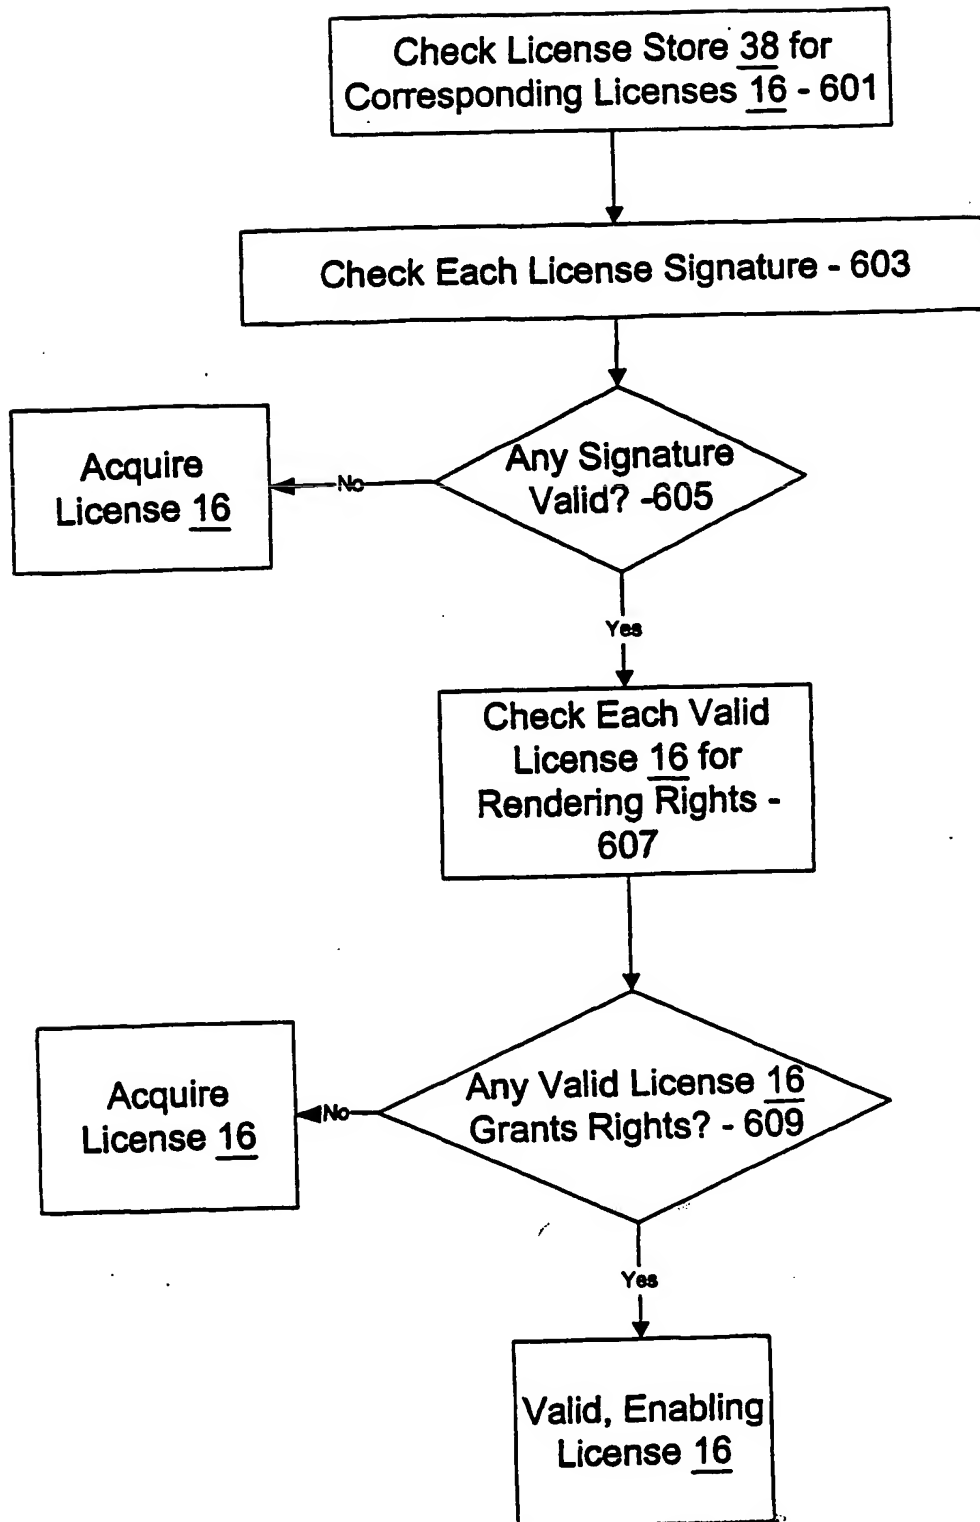 Check License Store 38 for
Corresponding Licenses 16 - 601
Check Each License Signature - 603
Any Signature
Valid? -605
No
Acquire
License 16
Yes
Check Each Valid
License 16 for
Rendering Rights -
607
Any Valid License 16
Grants Rights? - 609
No
Acquire
License 16
Yes
Valid, Enabling
License 16